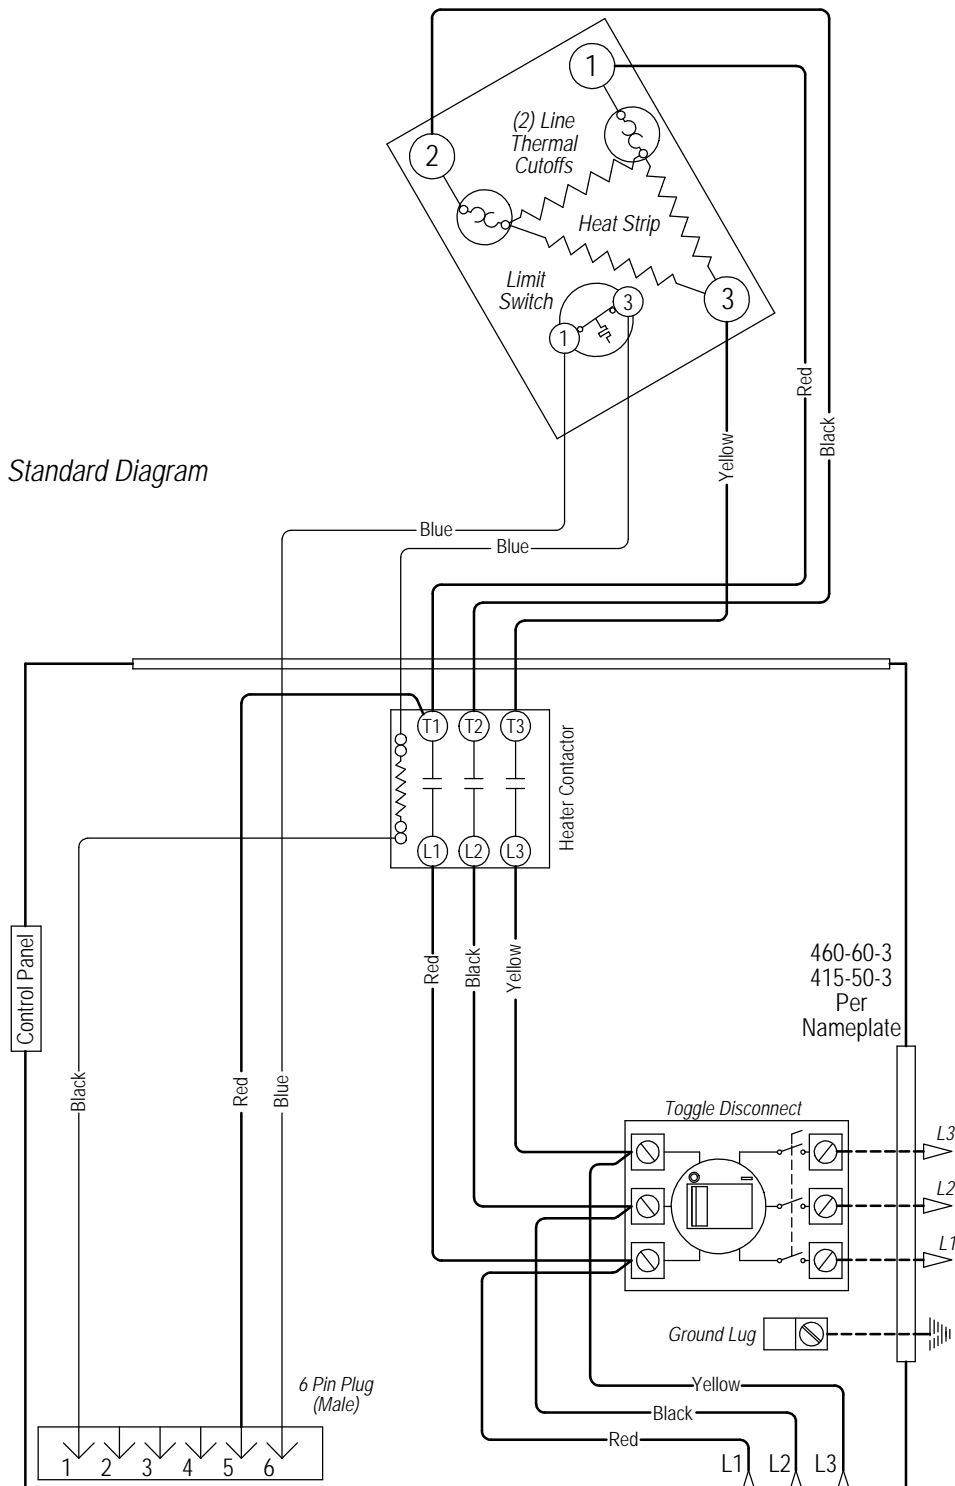 1
(2) Line
Thermal
Cutoffs
2
Heat Strip
Limit
Switch
3
3
1
Red
Black
Yellow
Standard Diagram
Blue
Blue
T1 T2 T3
Heater Contactor
L1 L2 L3
Control Panel
Red
Black
Yellow
460-60-3
415-50-3
Per
Nameplate
Black
Red
Blue
Toggle Disconnect
L3
L2
L1
Ground Lug
6 Pin Plug
(Male)
Yellow
Black
Red
1 2 3 4 5 6
L1 L2 L3